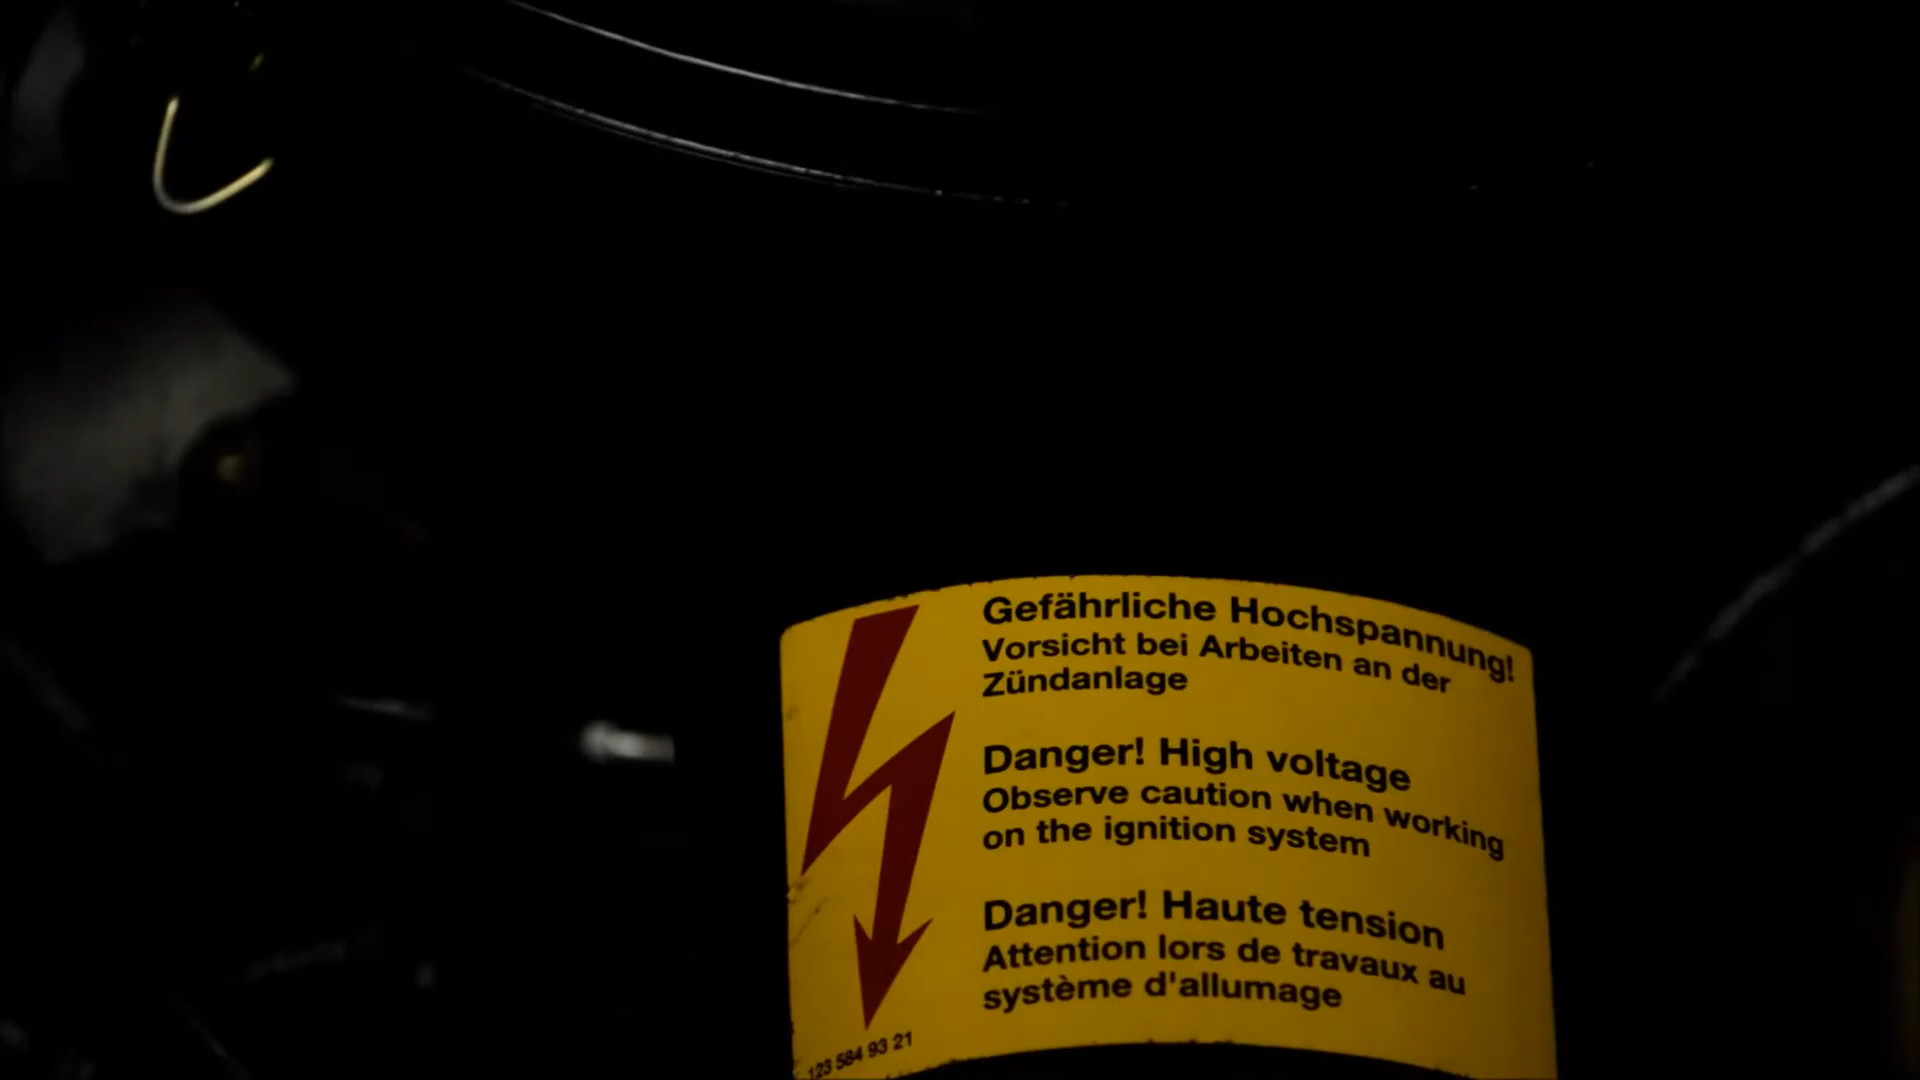 Gefährliche Hochspannung!
Vorsicht bei Arbeiten an der
Zündanlage
Danger! High voltage
Observe caution when working
on the ignition system
Danger! Haute tension
Attention lors de travaux au
système d'allumage
123 584 93 21